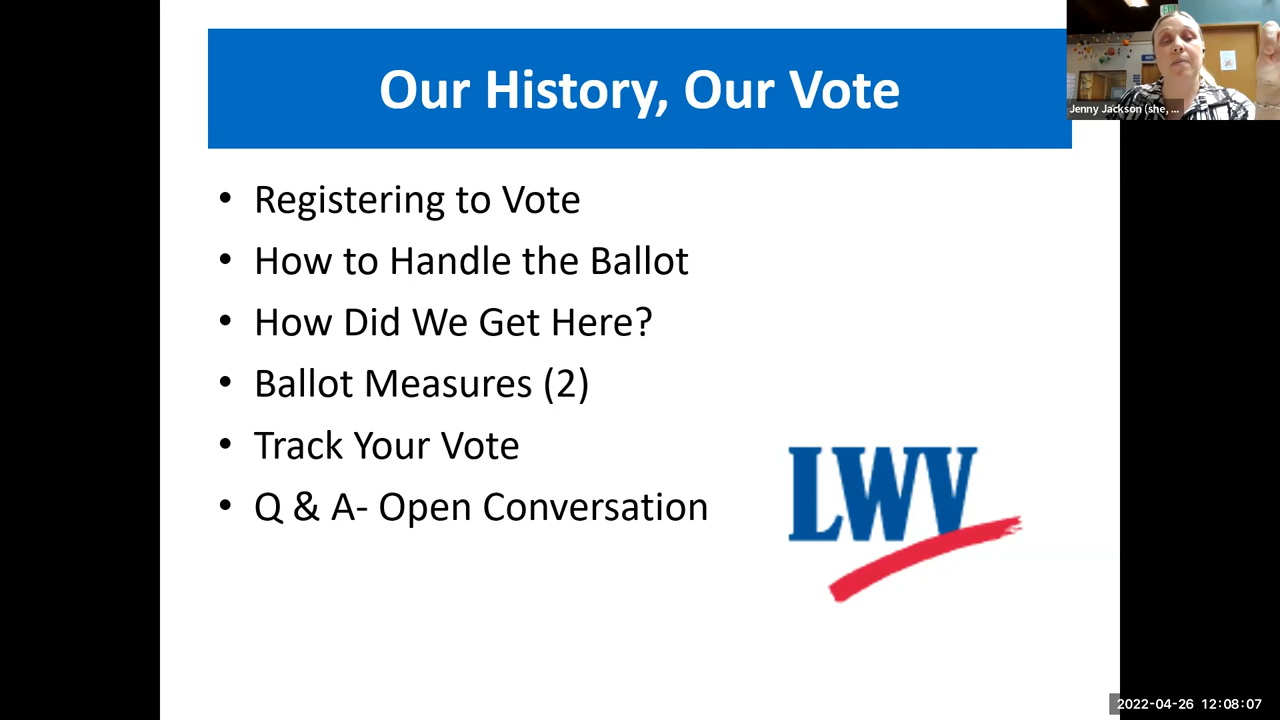 Our History, Our Vote
EXIT
Jenny Jackson (she, ...
• Registering to Vote
• How to Handle the Ballot
• How Did We Get Here?
• Ballot Measures (2)
• Track Your Vote
• Q & A- Open Conversation
LWV
2022-04-26 12:08:07